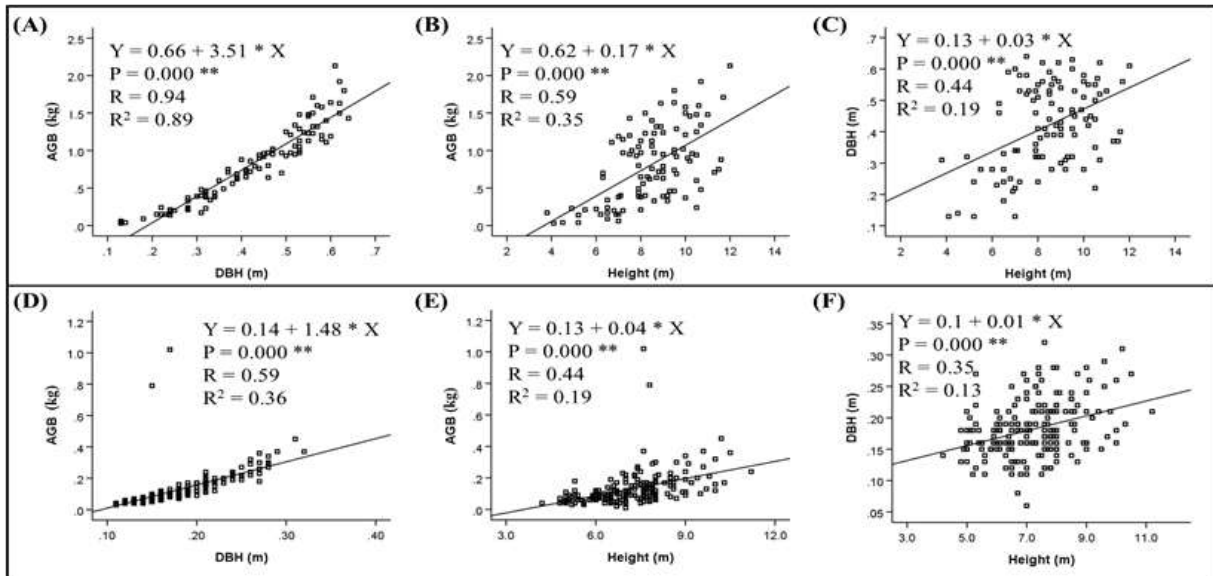 (A)
Y = 0.66 + 3.51 * X
P = 0.000 **
R = 0.94
R² = 0.89
AGB (kg)
2.5
2.0
1.5
1.0
.5
.0
.1 .2 .3 .4 .5 .6 .7
DBH (m)
(B)
Y = 0.62 + 0.17 * X
P = 0.000 **
R = 0.59
R² = 0.35
AGB (kg)
2.5
2.0
1.5
1.0
.5
.0
2 4 6 8 10 12 14
Height (m)
(C)
Y = 0.13 + 0.03 * X
P = 0.000 **
R = 0.44
R² = 0.19
DBH (m)
.7
.6
.5
.4
.3
.2
.1
2 4 6 8 10 12 14
Height (m)
(D)
Y = 0.14 + 1.48 * X
P = 0.000 **
R = 0.59
R² = 0.36
AGB (kg)
1.2
1.0
.8
.6
.4
.2
.0
.10 .20 .30 .40
DBH (m)
(E)
Y = 0.13 + 0.04 * X
P = 0.000 **
R = 0.44
R² = 0.19
AGB (kg)
1.2
1.0
.8
.6
.4
.2
.0
3.0 6.0 9.0 12.0
Height (m)
(F)
Y = 0.1 + 0.01 * X
P = 0.000 **
R = 0.35
R² = 0.13
DBH (m)
.35
.30
.25
.20
.15
.10
.05
3.0 5.0 7.0 9.0 11.0
Height (m)